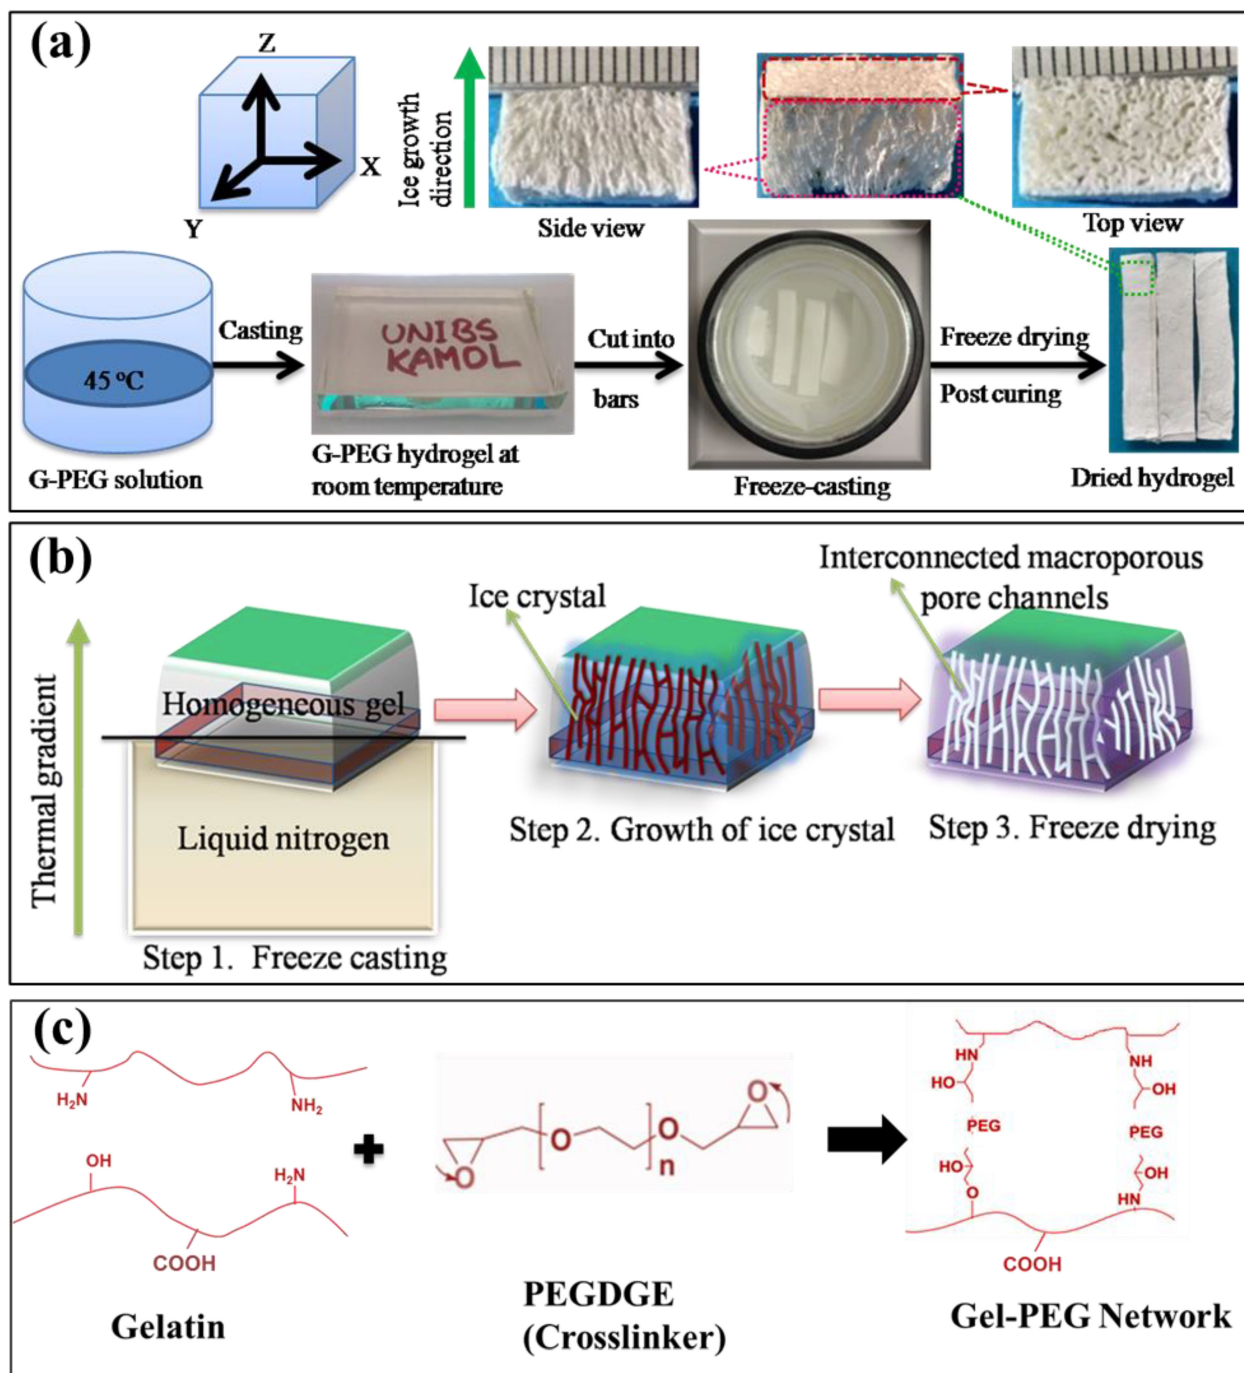 (a)
Z
X
Y
Ice growth
direction
Side view
Top view
45 °C
G-PEG solution
Casting
UNIBS
KAMOL
G-PEG hydrogel at
room temperature
Cut into
bars
Freeze-casting
Freeze drying
Post curing
Dried hydrogel
(b)
Thermal gradient
Homogeneous gel
Liquid nitrogen
Step 1. Freeze casting
Ice crystal
Step 2. Growth of ice crystal
Interconnected macroporous
pore channels
Step 3. Freeze drying
(c)
H₂N
NH₂
OH
H₂N
COOH
Gelatin
+
O
O
O
O
n
PEGDGE
(Crosslinker)
HN
NH
HO
OH
PEG
PEG
HO
OH
O
HN
COOH
Gel-PEG Network